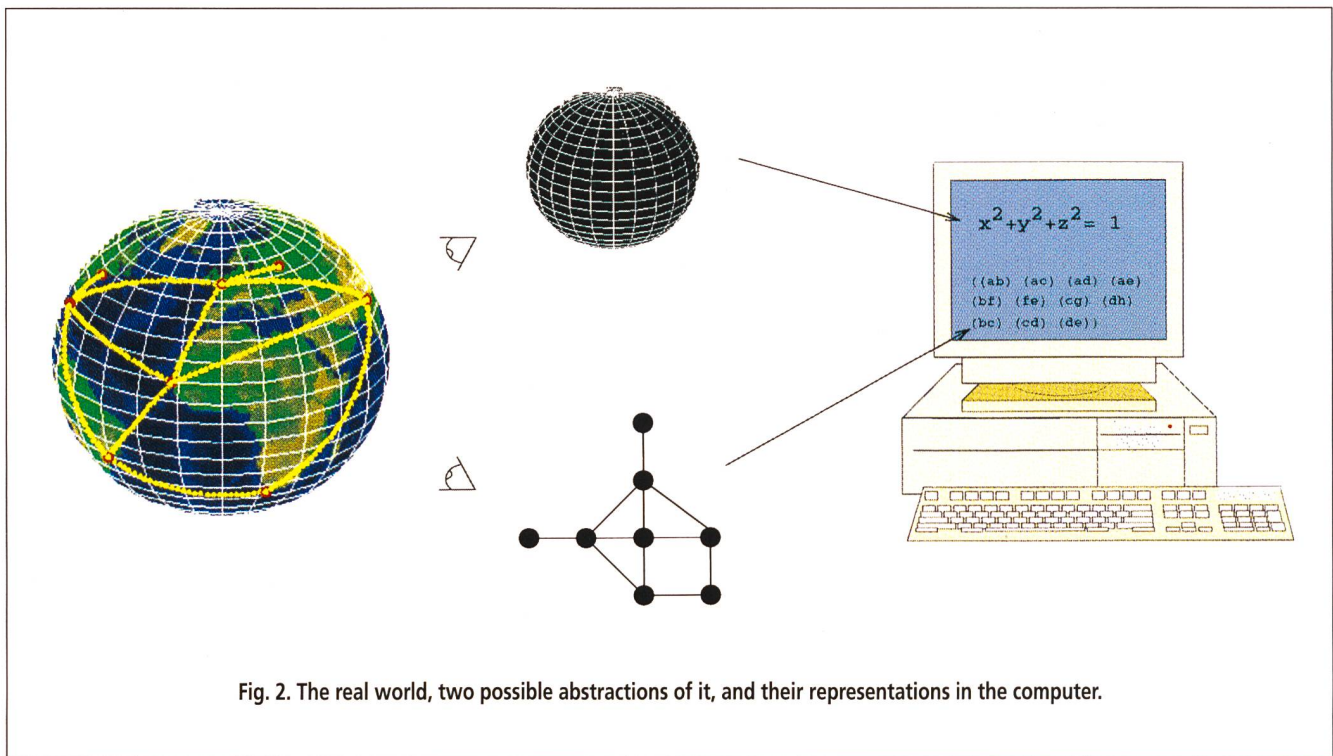 x²+y²+z²= 1
((ab) (ac) (ad) (ae)
(bf) (fe) (cg) (dh)
(bc) (cd) (de))
Fig. 2. The real world, two possible abstractions of it, and their representations in the computer.